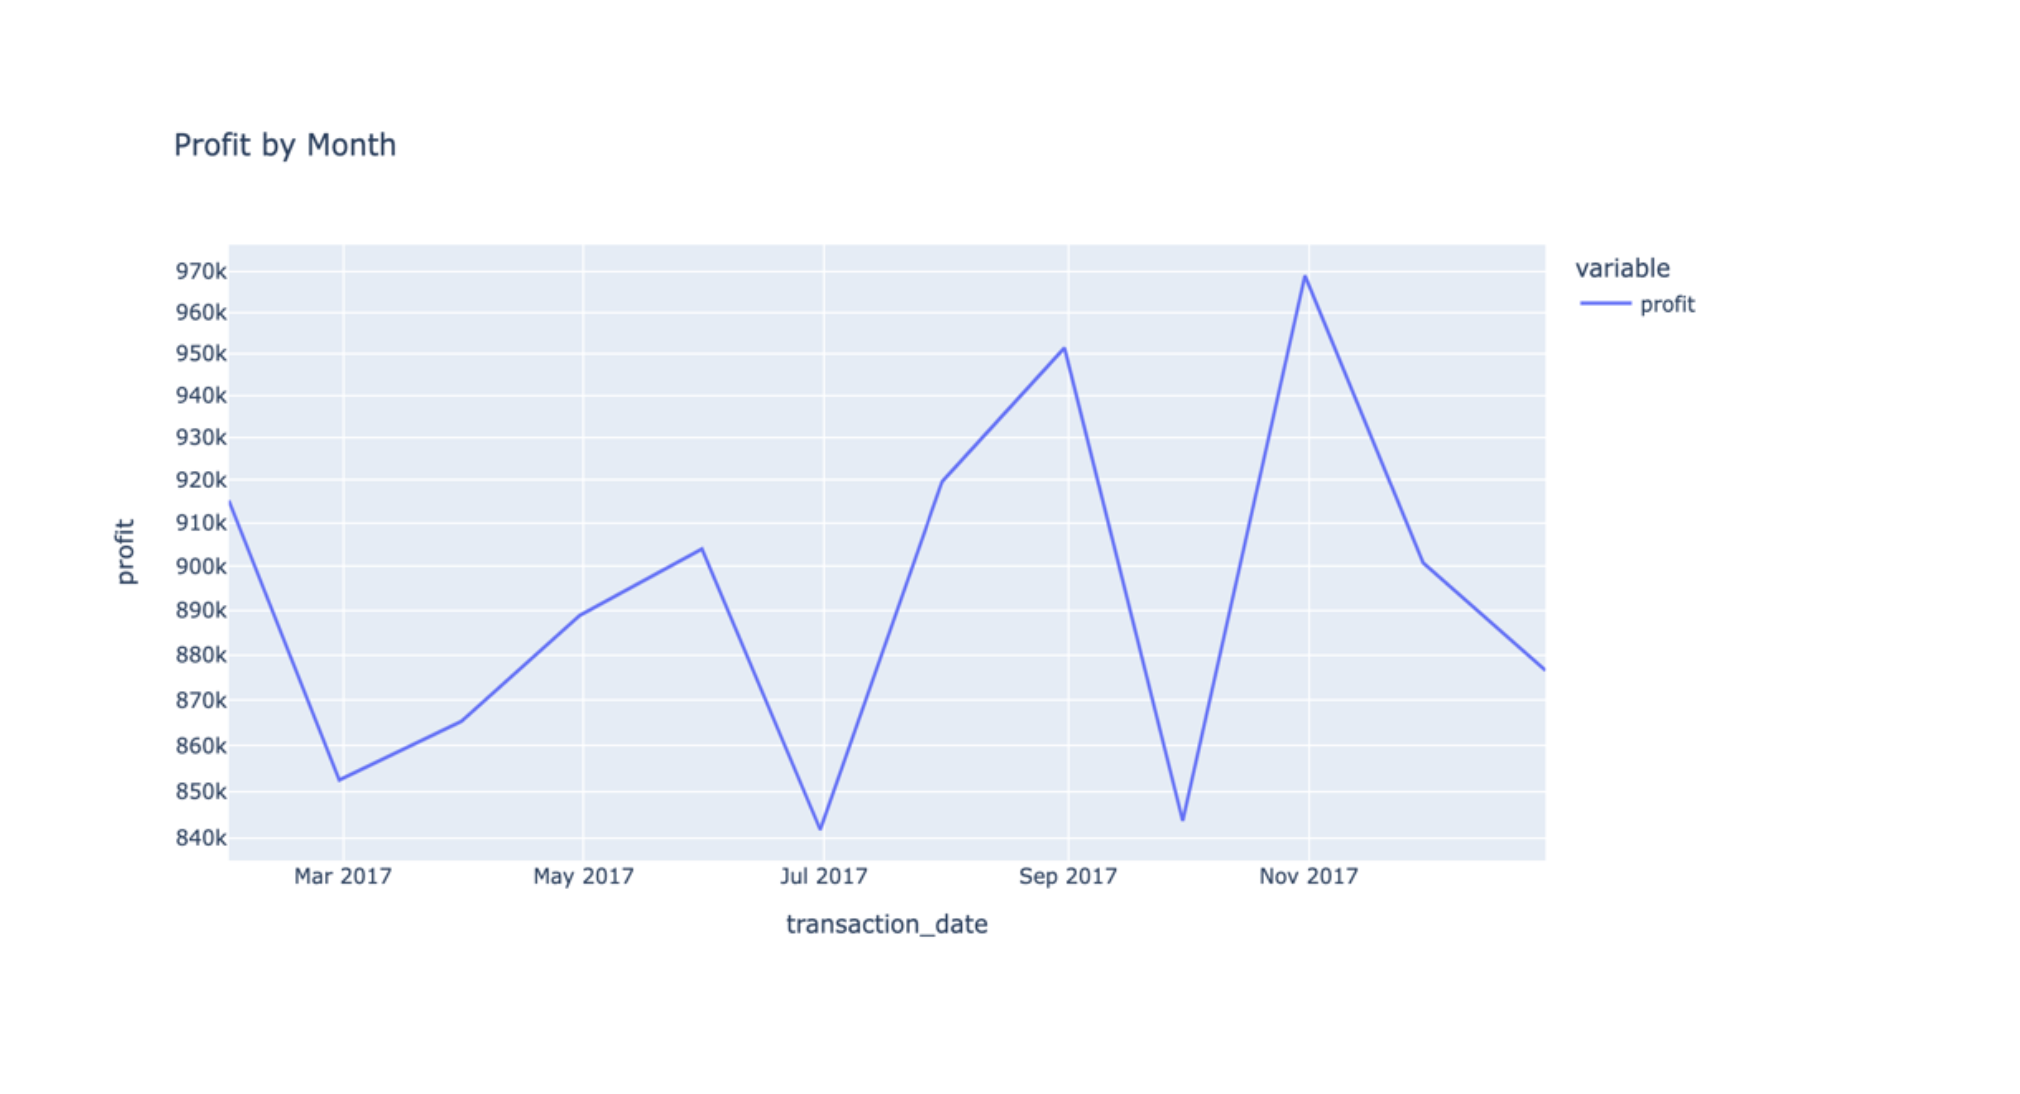 Profit by Month
variable
profit
970k
960k
950k
940k
930k
920k
910k
900k
890k
880k
870k
860k
850k
840k
profit
Mar 2017
May 2017
Jul 2017
Sep 2017
Nov 2017
transaction_date